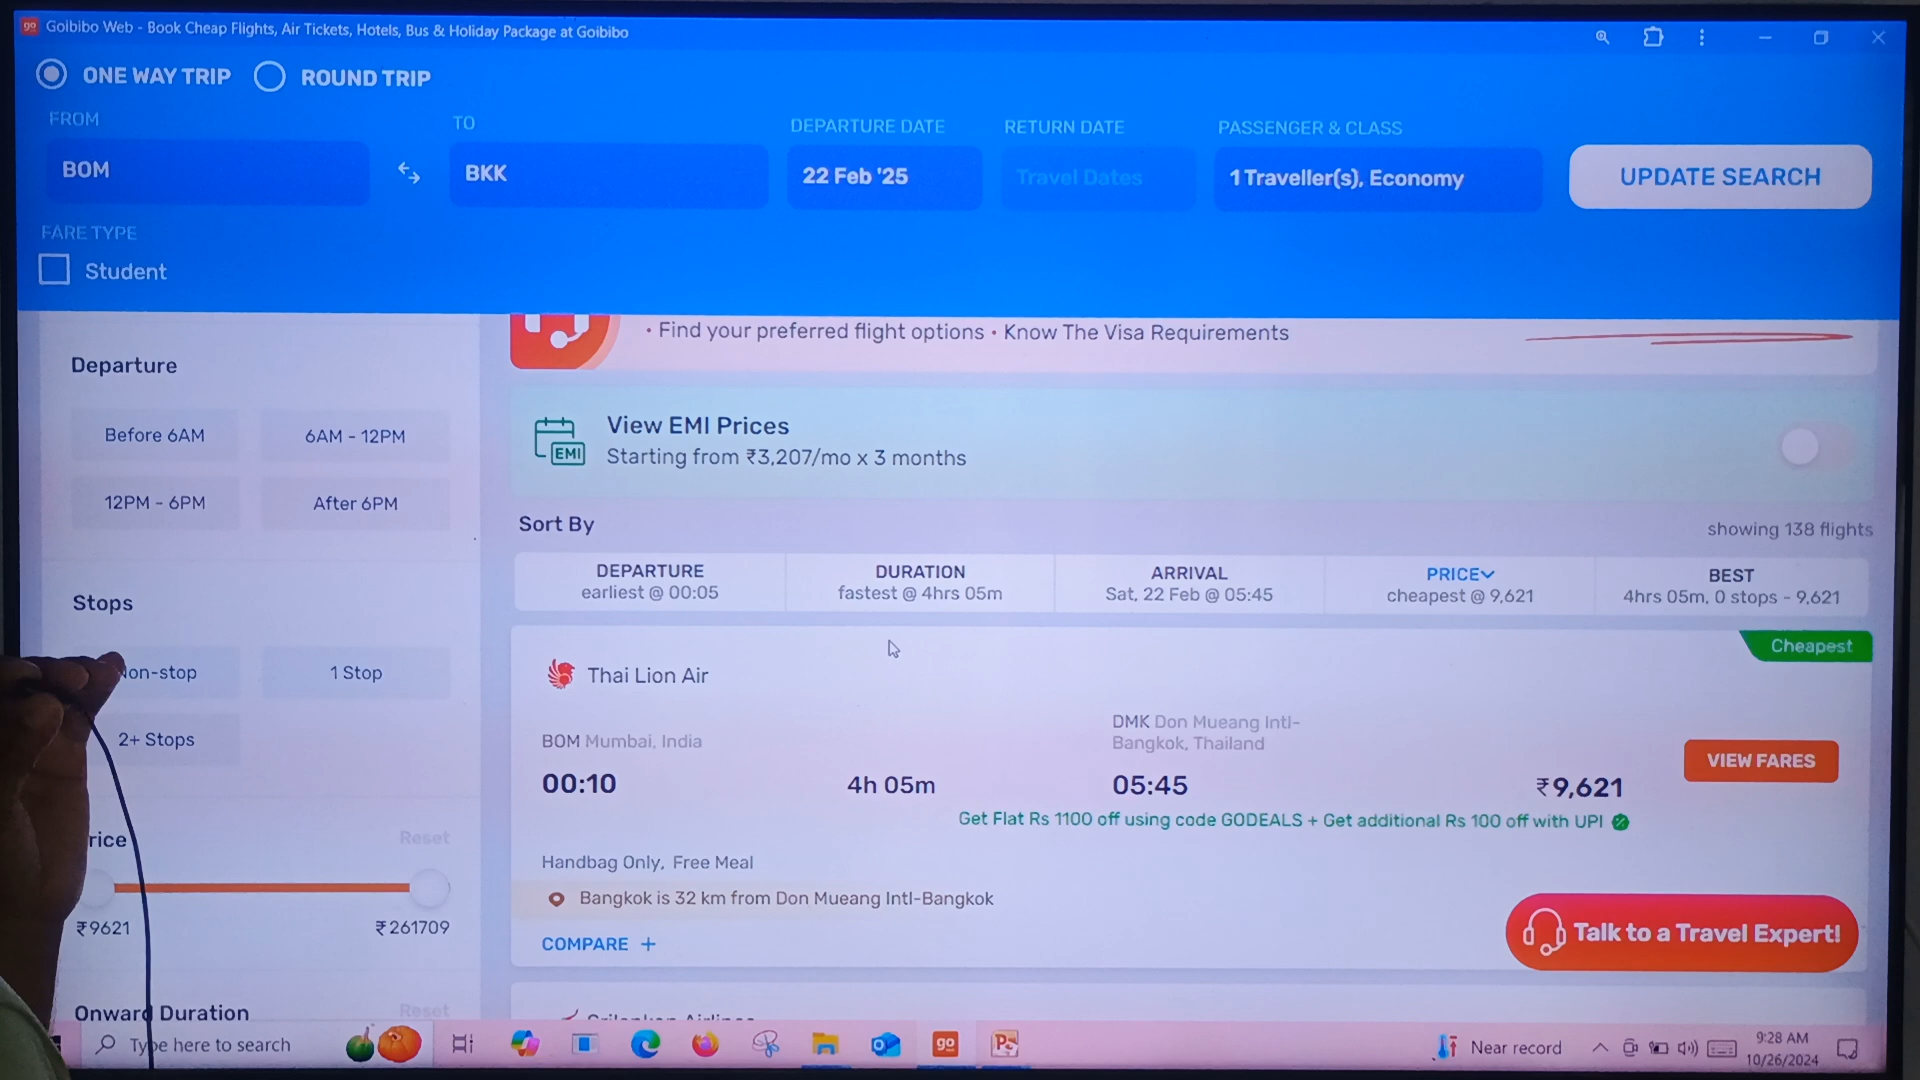 Goibibo Web - Book Cheap Flights, Air Tickets, Hotels, Bus & Holiday Package at Goibibo
ONE WAY TRIP
ROUND TRIP
FROM
TO
DEPARTURE DATE
RETURN DATE
PASSENGER & CLASS
BOM
BKK
22 Feb '25
Travel Dates
1 Traveller(s), Economy
UPDATE SEARCH
FARE TYPE
Student
• Find your preferred flight options • Know The Visa Requirements
Departure
Before 6AM
6AM - 12PM
12PM - 6PM
After 6PM
View EMI Prices
EMI
Starting from ₹3,207/mo x 3 months
Sort By
showing 138 flights
DEPARTURE
earliest @ 00:05
DURATION
fastest @ 4hrs 05m
ARRIVAL
Sat, 22 Feb @ 05:45
PRICE
cheapest @ 9,621
BEST
4hrs 05m, 0 stops - 9,621
Stops
on-stop
1 Stop
2+ Stops
Cheapest
Thai Lion Air
BOM Mumbai, India
DMK Don Mueang Intl-
Bangkok, Thailand
00:10
4h 05m
05:45
₹9,621
VIEW FARES
Get Flat Rs 1100 off using code GODEALS + Get additional Rs 100 off with UPI
Handbag Only, Free Meal
Bangkok is 32 km from Don Mueang Intl-Bangkok
COMPARE +
Talk to a Travel Expert!
rice
Reset
₹9621
₹261709
Onward Duration
Reset
Type here to search
go
Near record
9:28 AM
10/26/2024